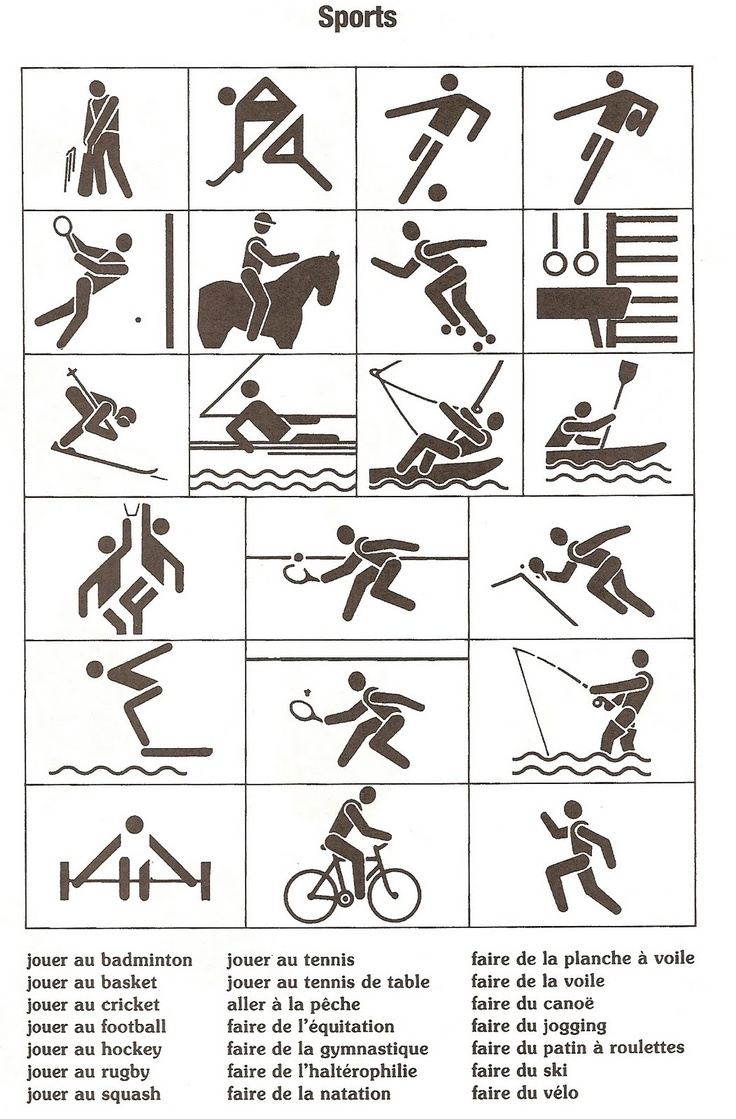 Sports
jouer au badminton
jouer au basket
jouer au cricket
jouer au football
jouer au hockey
jouer au rugby
jouer au squash
jouer au tennis
jouer au tennis de table
aller à la pêche
faire de l'équitation
faire de la gymnastique
faire de l'haltérophilie
faire de la natation
faire de la planche à voile
faire de la voile
faire du canoë
faire du jogging
faire du patin à roulettes
faire du ski
faire du vélo